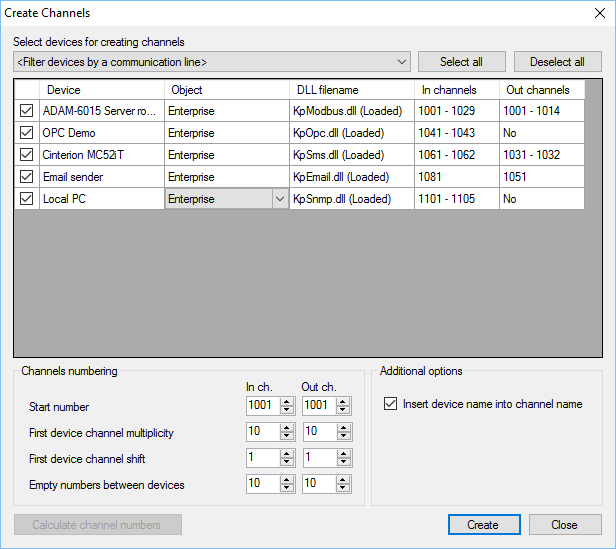 Create Channels
Select devices for creating channels
<Filter devices by a communication line> Select all Deselect all
Device Object DLL filename In channels Out channels
ADAM-6015 Server ro... Enterprise KpModbus.dll (Loaded) 1001 - 1029 1001 - 1014
OPC Demo Enterprise KpOpc.dll (Loaded) 1041 - 1043 No
Cinterion MC52iT Enterprise KpSms.dll (Loaded) 1061 - 1062 1031 - 1032
Email sender Enterprise KpEmail.dll (Loaded) 1081 1051
Local PC Enterprise KpSnmp.dll (Loaded) 1101 - 1105 No
Channels numbering
In ch. Out ch.
Start number 1001 1001
First device channel multiplicity 10 10
First device channel shift 1 1
Empty numbers between devices 10 10
Additional options
Insert device name into channel name
Calculate channel numbers Create Close